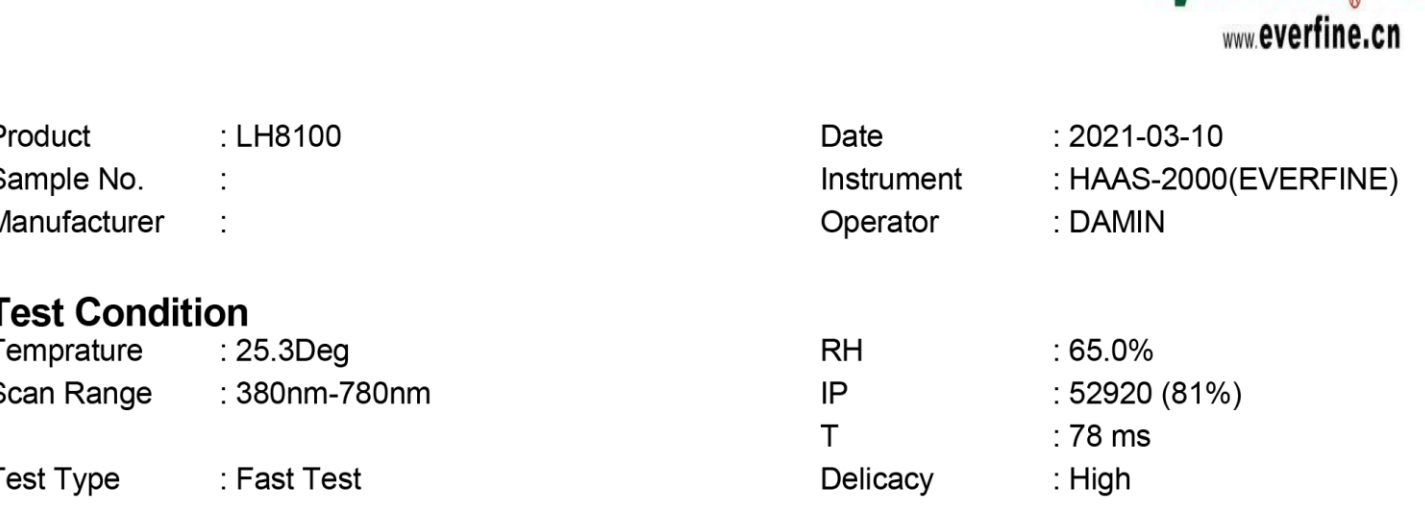 www.everfine.cn
Product : LH8100 Date : 2021-03-10
Sample No. : Instrument : HAAS-2000(EVERFINE)
Manufacturer : Operator : DAMIN
Test Condition
Temprature : 25.3Deg RH : 65.0%
Scan Range : 380nm-780nm IP : 52920 (81%)
T : 78 ms
Test Type : Fast Test Delicacy : High